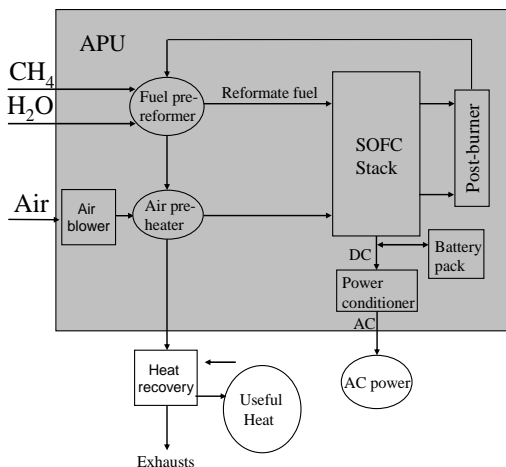 APU
CH4
H2O
Fuel pre-
reformer
Reformate fuel
SOFC
Stack
Post-burner
Air
Air
blower
Air pre-
heater
DC
Battery
pack
Power
conditioner
AC
Heat
recovery
Useful
Heat
AC power
Exhausts